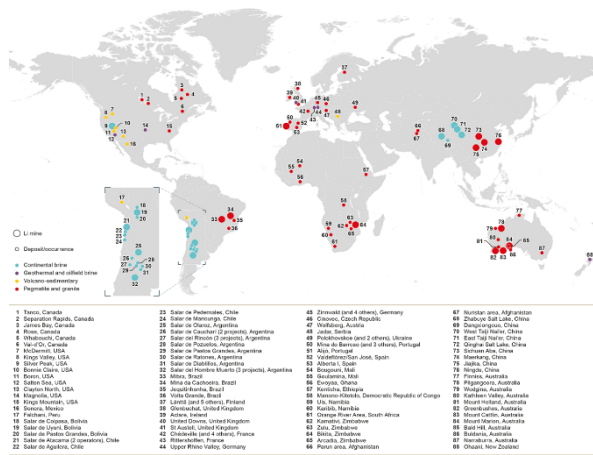 Li mine
Deposit/occurrence
Continental brine
Geothermal and oilfield brine
Volcano-sedimentary
Pegmatite and granite
1 Tanco, Canada
2 Separation Rapids, Canada
3 James Bay, Canada
4 Rose, Canada
5 Whabouchi, Canada
6 Val-d'Or, Canada
7 McDermitt, USA
8 Kings Valley, USA
9 Silver Peak, USA
10 Bonnie Claire, USA
11 Boron, USA
12 Salton Sea, USA
13 Clayton North, USA
14 Magnolia, USA
15 Kings Mountain, USA
16 Sonora, Mexico
17 Falchani, Peru
18 Salar de Coipasa, Bolivia
19 Salar de Uyuni, Bolivia
20 Salar de Pastos Grandes, Bolivia
21 Salar de Atacama (2 operators), Chile
22 Salar de Aguilora, Chile
23 Salar de Pedernales, Chile
24 Salar de Maricunga, Chile
25 Salar de Olaroz, Argentina
26 Salar de Cauchari (2 projects), Argentina
27 Salar del Rincón (2 projects), Argentina
28 Salar de Pozuelos, Argentina
29 Salar de Pastos Grandes, Argentina
30 Salar de Ratones, Argentina
31 Salar de Diablillos, Argentina
32 Salar del Hombre Muerto (3 projects), Argentina
33 Mibra, Brazil
34 Mina da Cachoeira, Brazil
35 Jequitinhonha, Brazil
36 Volta Grande, Brazil
37 Länttä (and 5 others), Finland
38 Glenbuchat, United Kingdom
39 Aclare, Ireland
40 United Downs, United Kingdom
41 St Austell, United Kingdom
42 Chédeville (and 4 others), France
43 Rittershoffen, France
44 Upper Rhine Valley, Germany
45 Zinnwald (and 4 others), Germany
46 Cinovec, Czech Republic
47 Wolfsberg, Austria
48 Jadar, Serbia
49 Polokhovskoe (and 2 others), Ukraine
50 Mina do Barroso (and 3 others), Portugal
51 Alijo, Portugal
52 Valdeflórez/San José, Spain
53 Alberta I, Spain
54 Bougouni, Mali
55 Goulamina, Mali
56 Ewoyaa, Ghana
57 Kenticha, Ethiopia
58 Manono-Kitotolo, Democratic Republic of Congo
59 Uis, Namibia
60 Karibib, Namibia
61 Orange River Area, South Africa
62 Kamativi, Zimbabwe
63 Zulu, Zimbabwe
64 Bikita, Zimbabwe
65 Arcadia, Zimbabwe
66 Parun area, Afghanistan
67 Nuristan area, Afghanistan
68 Zhabuye Salt Lake, China
69 Dangxiongcuo, China
70 West Taiji Nai'er, China
71 East Taiji Nai'er, China
72 Qinghai Salt Lake, China
73 Sichuan Aba, China
74 Maerkang, China
75 Jiajika, China
76 Ningdu, China
77 Finniss, Australia
78 Pilgangoora, Australia
79 Wodgina, Australia
80 Kathleen Valley, Australia
81 Mount Holland, Australia
82 Greenbushes, Australia
83 Mount Cattlin, Australia
84 Mount Marion, Australia
85 Bald Hill, Australia
86 Buldania, Australia
87 Narraburra, Australia
88 Ohaaki, New Zealand